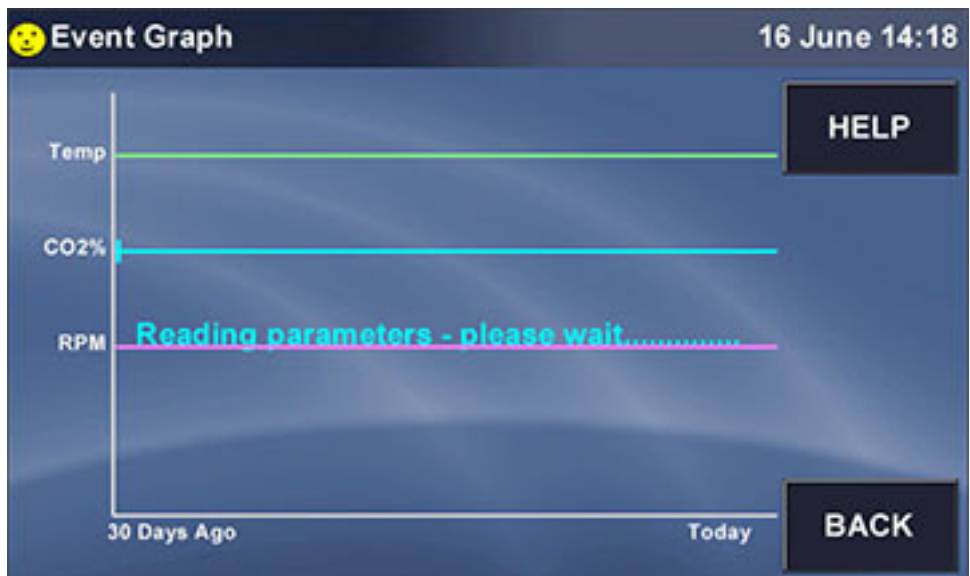 Event Graph
16 June 14:18
HELP
Temp
CO2%
RPM
Reading parameters - please wait..............
30 Days Ago
Today
BACK